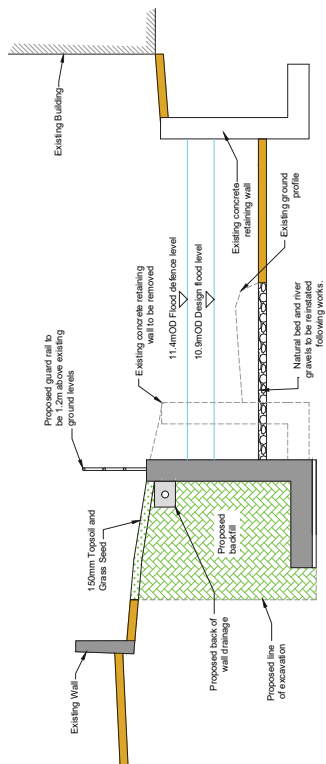 Existing Wall
150mm Topsoil and
Grass Seed
Proposed guard rail to
be 1.2m above existing
ground levels
Existing concrete retaining
wall to be removed
11.4mOD Flood defence level
10.9mOD Design flood level
Existing Building
Existing concrete
retaining wall
Existing ground
profile
Natural bed and river
gravels to be reinstated
following works.
Proposed
backfill
Proposed back of
wall drainage
Proposed line
of excavation